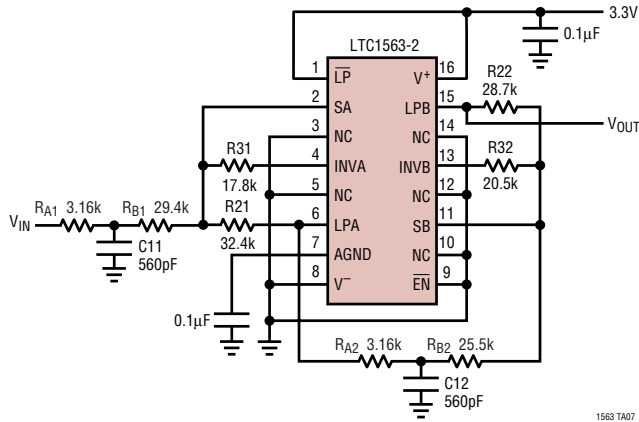 3.3V
0.1µF
LTC1563-2
1
L̅P̅
V⁺
16
2
SA
LPB
15
R22
28.7k
VOUT
3
NC
NC
14
R31
17.8k
4
INVA
INVB
13
R32
20.5k
5
NC
NC
12
VIN
RA1 3.16k
RB1 29.4k
R21
32.4k
6
LPA
SB
11
C11
560pF
7
AGND
NC
10
8
V⁻
E̅N̅
9
0.1µF
RA2 3.16k
RB2 25.5k
C12
560pF
1563 TA07